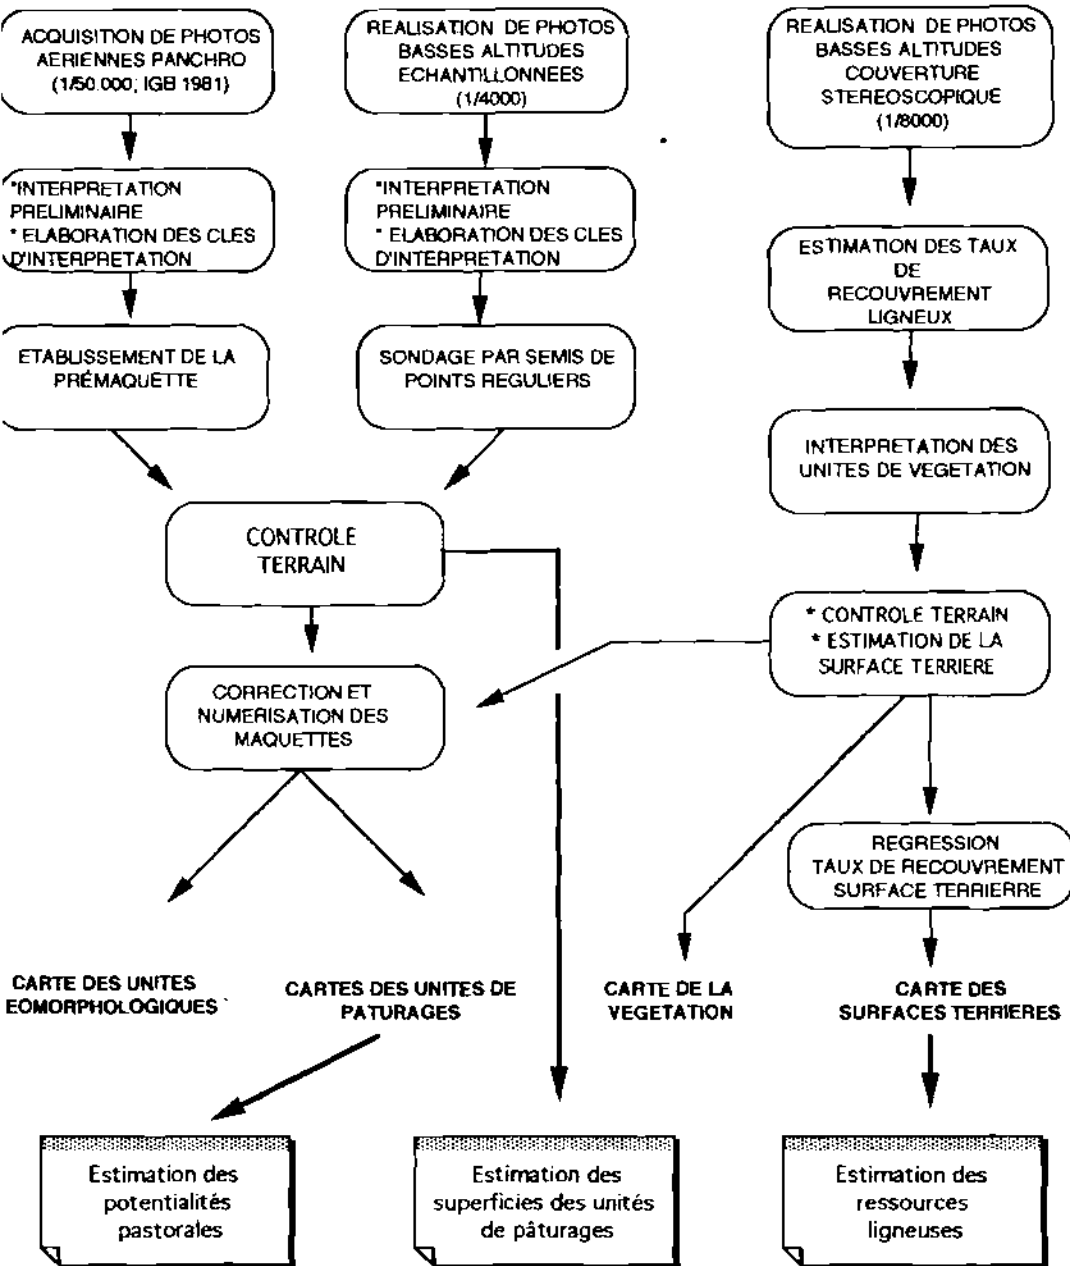 ACQUISITION DE PHOTOS
AERIENNES PANCHRO
(1/50.000; IGB 1981)
REALISATION DE PHOTOS
BASSES ALTITUDES
ECHANTILLONNEES
(1/4000)
REALISATION DE PHOTOS
BASSES ALTITUDES
COUVERTURE
STEREOSCOPIQUE
(1/8000)
*INTERPRETATION
PRELIMINAIRE
* ELABORATION DES CLES
D'INTERPRETATION
*INTERPRETATION
PRELIMINAIRE
* ELABORATION DES CLES
D'INTERPRETATION
ESTIMATION DES TAUX
DE
RECOUVREMENT
LIGNEUX
ETABLISSEMENT DE LA
PRÉMAQUETTE
SONDAGE PAR SEMIS DE
POINTS REGULIERS
INTERPRETATION DES
UNITES DE VEGETATION
CONTROLE
TERRAIN
* CONTROLE TERRAIN
* ESTIMATION DE LA
SURFACE TERRIERE
CORRECTION ET
NUMERISATION DES
MAQUETTES
REGRESSION
TAUX DE RECOUVREMENT
SURFACE TERRIERRE
CARTE DES UNITES
EOMORPHOLOGIQUES
CARTES DES UNITES DE
PATURAGES
CARTE DE LA
VEGETATION
CARTE DES
SURFACES TERRIERES
Estimation des
potentialités
pastorales
Estimation des
superficies des unités
de pâturages
Estimation des
ressources
ligneuses